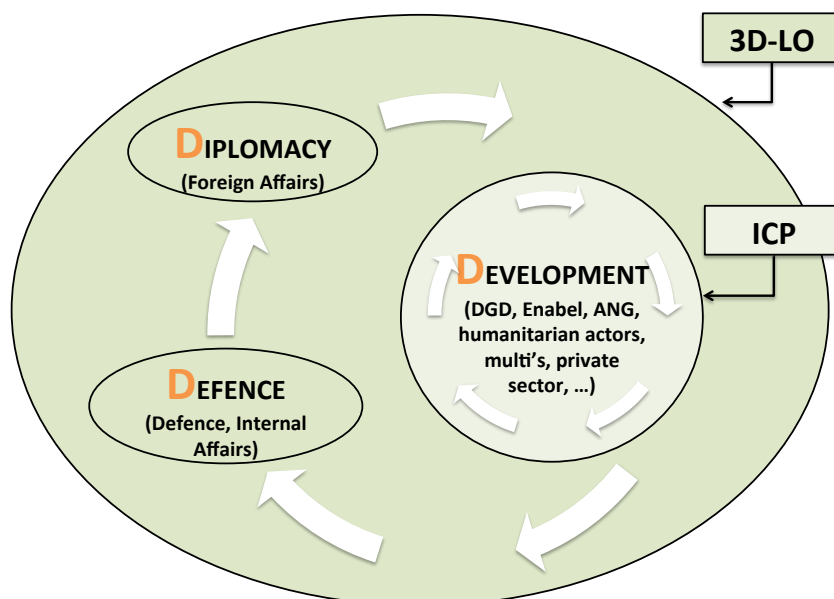 3D-LO
DIPLOMACY
(Foreign Affairs)
ICP
DEVELOPMENT
(DGD, Enabel, ANG,
humanitarian actors,
multi's, private
sector, ...)
DEFENCE
(Defence, Internal
Affairs)